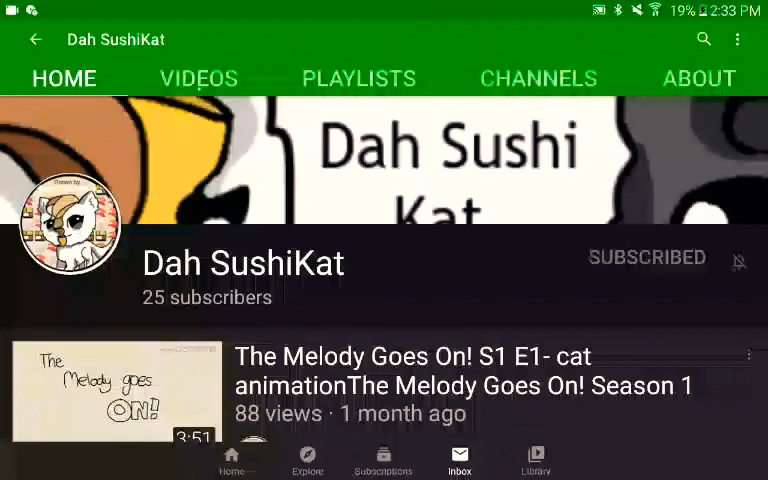 19% 2:33 PM
Dah SushiKat
HOME VIDEOS PLAYLISTS CHANNELS ABOUT
Dah Sushi
Kat
Dah SushiKat
SUBSCRIBED
25 subscribers
The
Melody goes
ON!
3:51
The Melody Goes On! S1 E1- cat
animationThe Melody Goes On! Season 1
88 views · 1 month ago
Home Explore Subscriptions Inbox Library